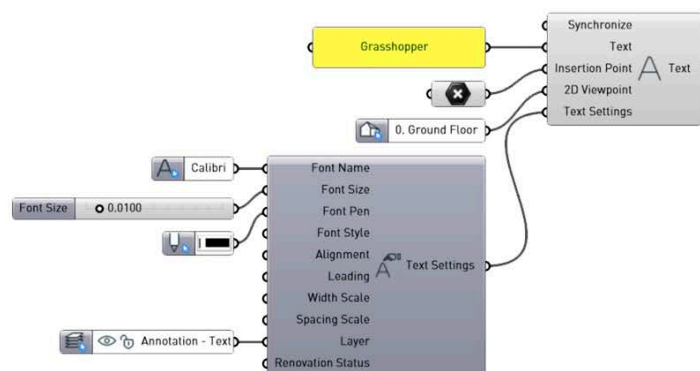 Synchronize
Grasshopper
Text
Insertion Point
Text
2D Viewpoint
0. Ground Floor
Text Settings
Calibri
Font Name
Font Size
Font Size
0.0100
Font Pen
Font Style
Alignment
Text Settings
Leading
Width Scale
Spacing Scale
Annotation - Text
Layer
Renovation Status